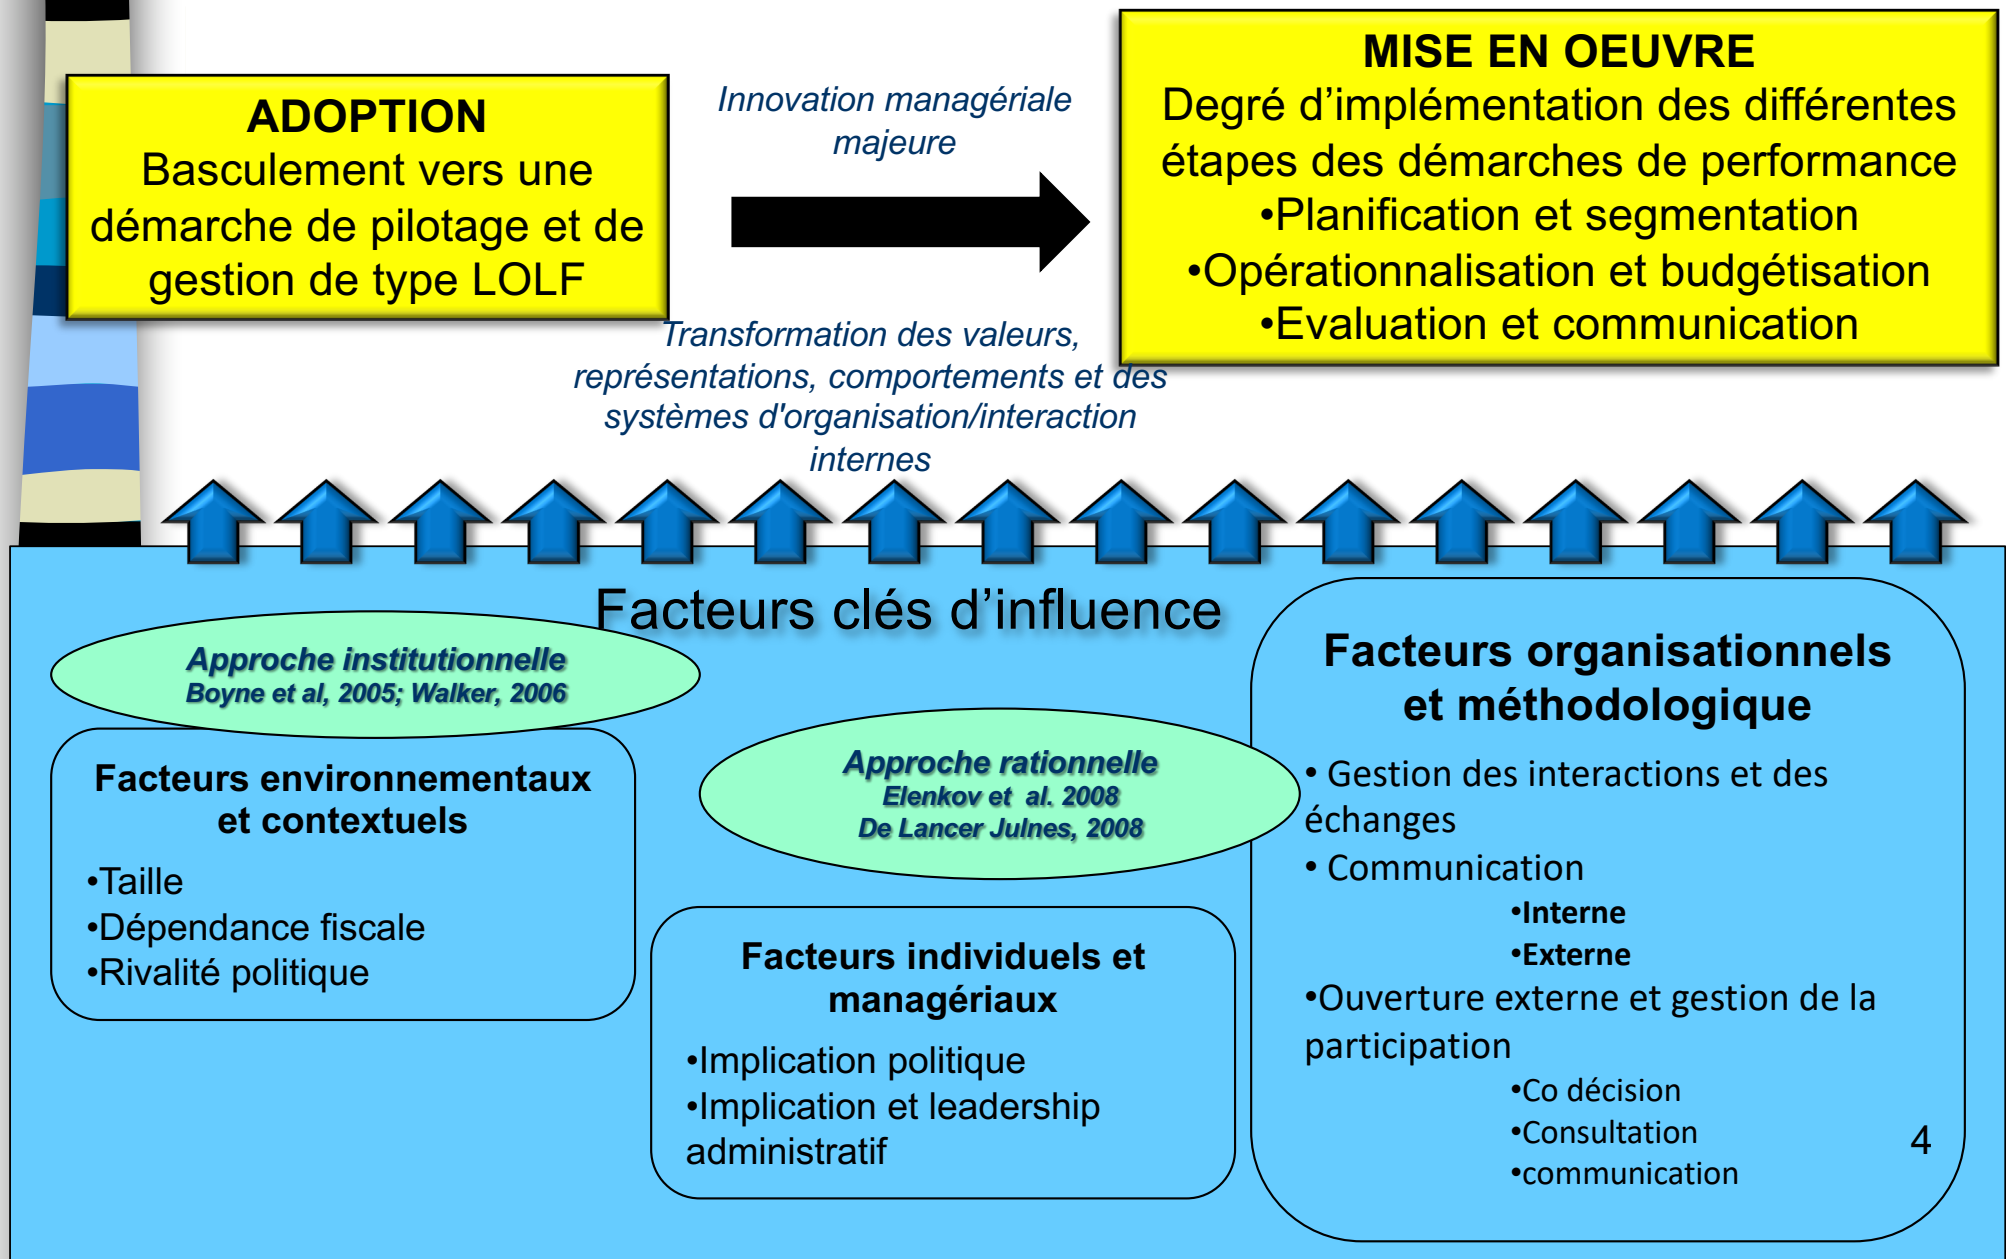 ADOPTION
Basculement vers une
démarche de pilotage et de
gestion de type LOLF
Innovation managériale
majeure
MISE EN OEUVRE
Degré d’implémentation des différentes
étapes des démarches de performance
•Planification et segmentation
•Opérationnalisation et budgétisation
•Evaluation et communication
Transformation des valeurs,
représentations, comportements et des
systèmes d'organisation/interaction
internes
Facteurs clés d’influence
Approche institutionnelle
Boyne et al, 2005; Walker, 2006
Facteurs environnementaux
et contextuels
•Taille
•Dépendance fiscale
•Rivalité politique
Approche rationnelle
Elenkov et al. 2008
De Lancer Julnes, 2008
Facteurs individuels et
managériaux
•Implication politique
•Implication et leadership
administratif
Facteurs organisationnels
et méthodologique
• Gestion des interactions et des
échanges
• Communication
•Interne
•Externe
•Ouverture externe et gestion de la
participation
•Co décision
•Consultation
•communication
4